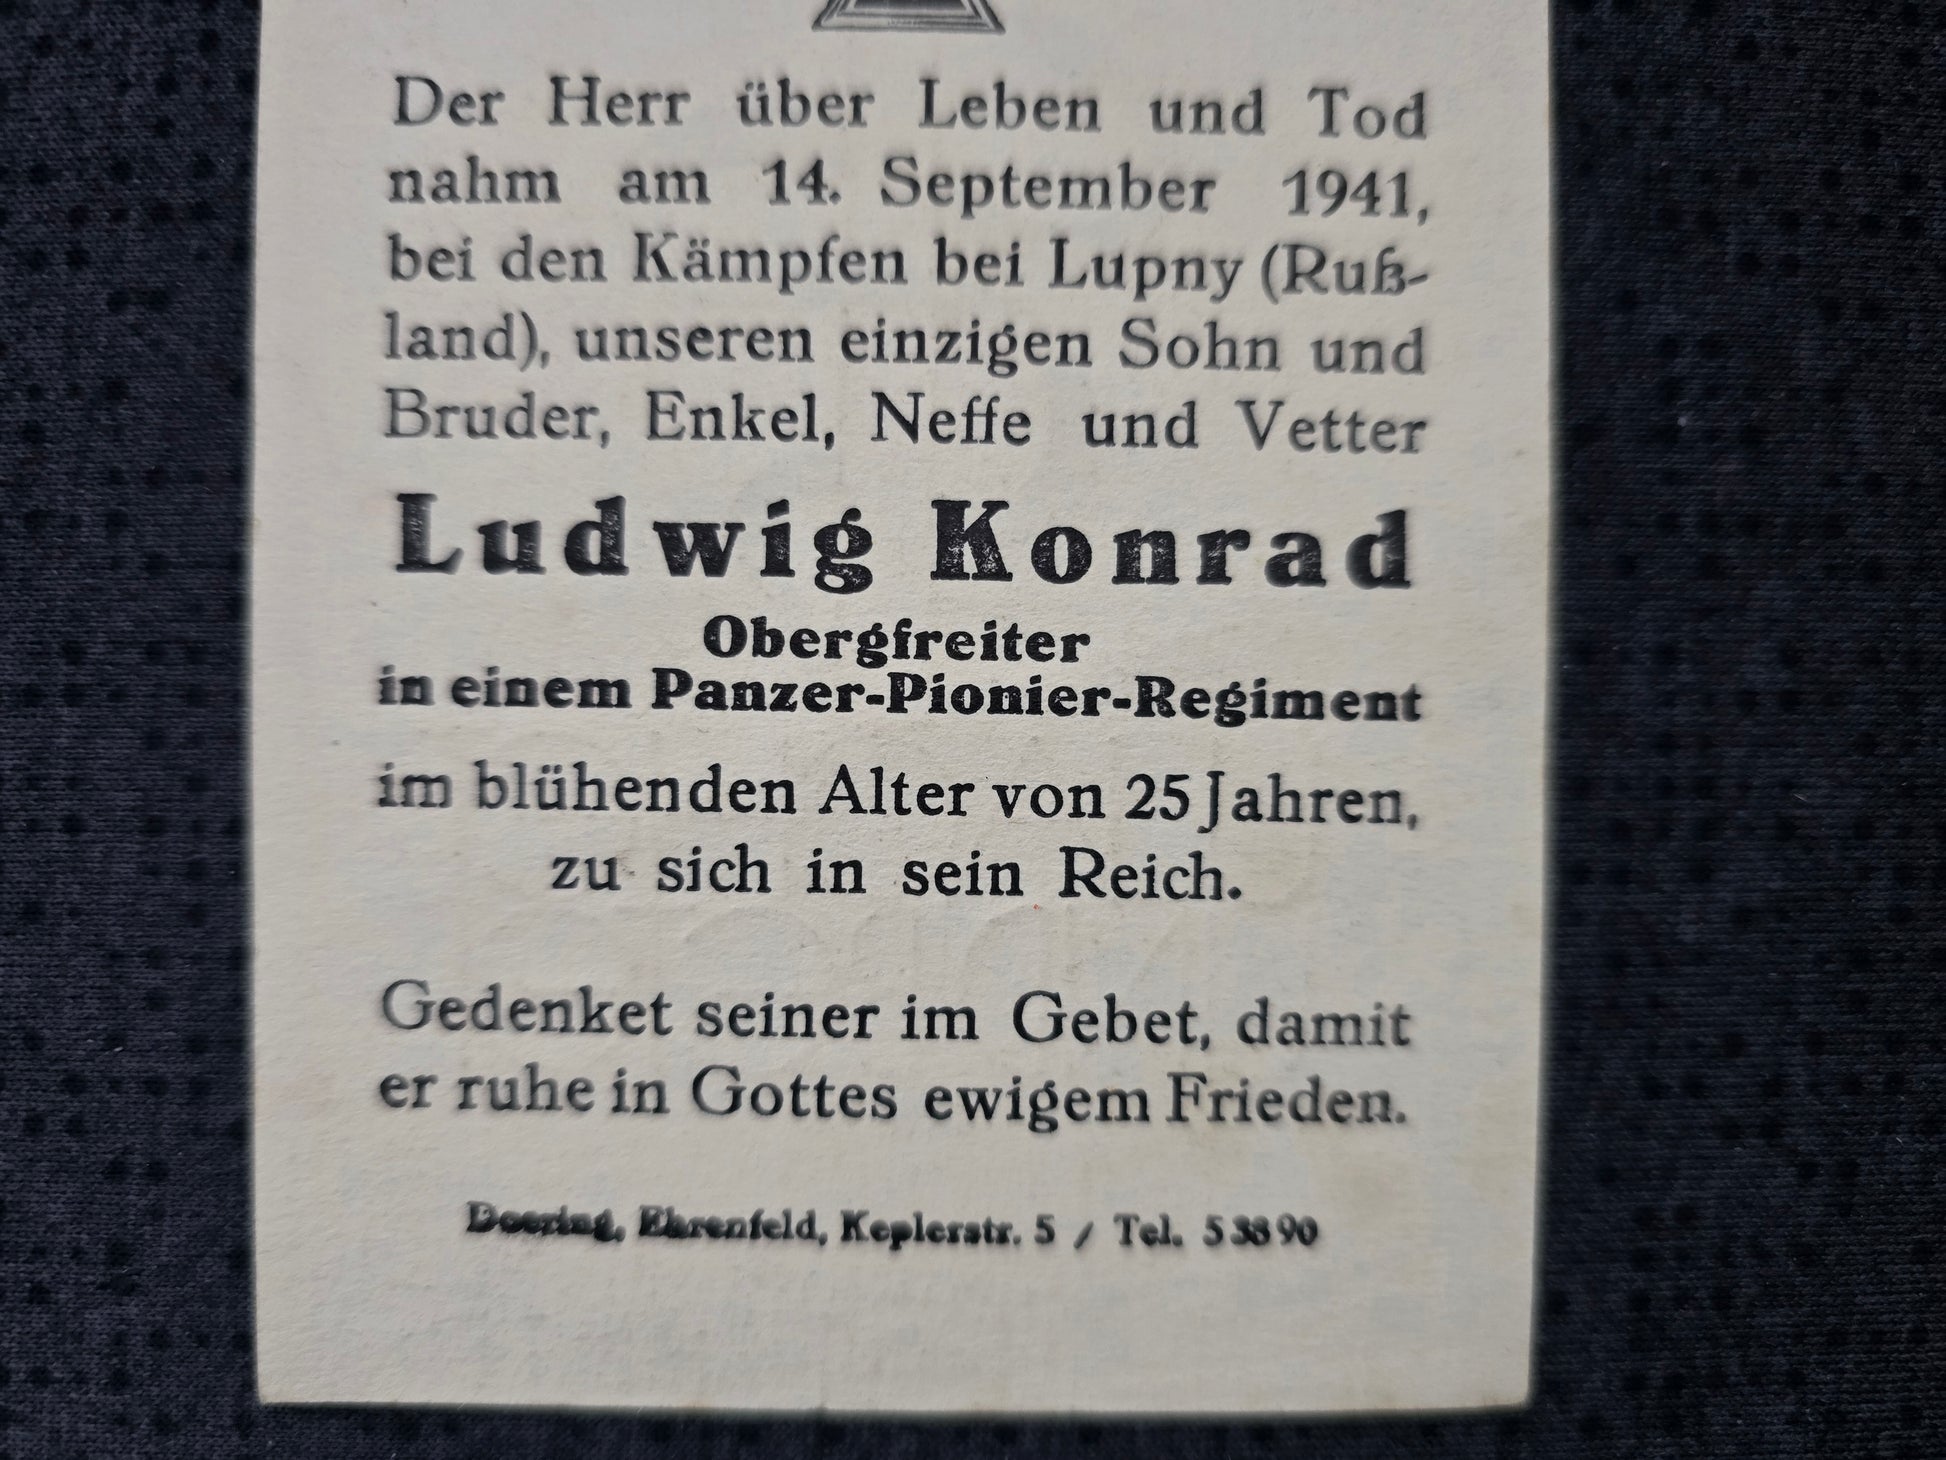 Der Herr über Leben und Tod
nahm am 14. September 1941,
bei den Kämpfen bei Lupny (Ruß-
land), unseren einzigen Sohn und
Bruder, Enkel, Neffe und Vetter
Ludwig Konrad
Obergfreiter
in einem Panzer-Pionier-Regiment
im blühenden Alter von 25 Jahren,
zu sich in sein Reich.
Gedenket seiner im Gebet, damit
er ruhe in Gottes ewigem Frieden.
Doering, Ehrenfeld, Keplerstr. 5 / Tel. 53890